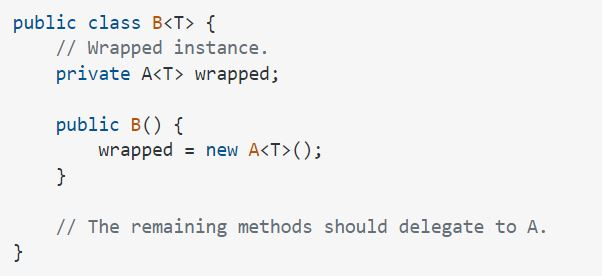 public class B<T> {
    // Wrapped instance.
    private A<T> wrapped;

    public B() {
        wrapped = new A<T>();
    }

    // The remaining methods should delegate to A.
}